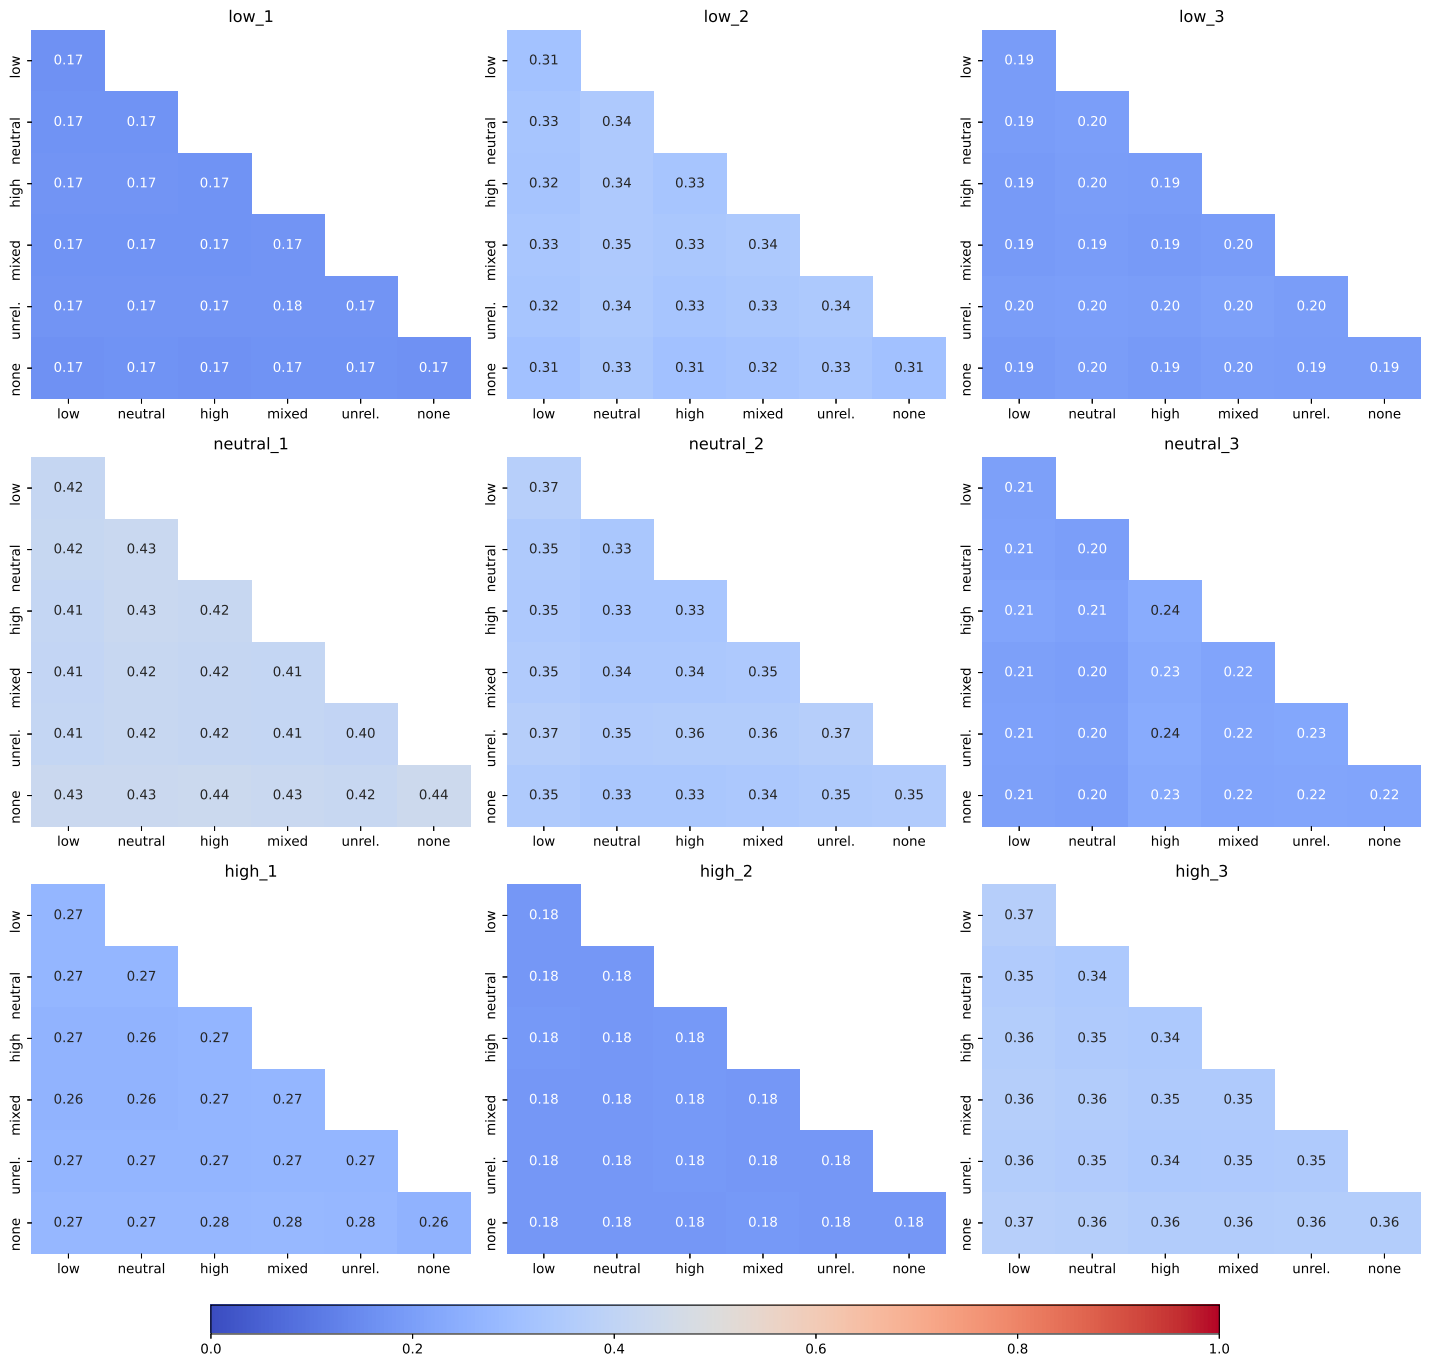 low_1 low_2 low_3
low 0.17 low 0.31 low 0.19
neutral 0.17 0.17 neutral 0.33 0.34 neutral 0.19 0.20
high 0.17 0.17 0.17 high 0.32 0.34 0.33 high 0.19 0.20 0.19
mixed 0.17 0.17 0.17 0.17 mixed 0.33 0.35 0.33 0.34 mixed 0.19 0.19 0.19 0.20
unrel. 0.17 0.17 0.17 0.18 0.17 unrel. 0.32 0.34 0.33 0.33 0.34 unrel. 0.20 0.20 0.20 0.20 0.20
none 0.17 0.17 0.17 0.17 0.17 0.17 none 0.31 0.33 0.31 0.32 0.33 0.31 none 0.19 0.20 0.19 0.20 0.19 0.19
low neutral high mixed unrel. none low neutral high mixed unrel. none low neutral high mixed unrel. none
neutral_1 neutral_2 neutral_3
low 0.42 low 0.37 low 0.21
neutral 0.42 0.43 neutral 0.35 0.33 neutral 0.21 0.20
high 0.41 0.43 0.42 high 0.35 0.33 0.33 high 0.21 0.21 0.24
mixed 0.41 0.42 0.42 0.41 mixed 0.35 0.34 0.34 0.35 mixed 0.21 0.20 0.23 0.22
unrel. 0.41 0.42 0.42 0.41 0.40 unrel. 0.37 0.35 0.36 0.36 0.37 unrel. 0.21 0.20 0.24 0.22 0.23
none 0.43 0.43 0.44 0.43 0.42 0.44 none 0.35 0.33 0.33 0.34 0.35 0.35 none 0.21 0.20 0.23 0.22 0.22 0.22
low neutral high mixed unrel. none low neutral high mixed unrel. none low neutral high mixed unrel. none
high_1 high_2 high_3
low 0.27 low 0.18 low 0.37
neutral 0.27 0.27 neutral 0.18 0.18 neutral 0.35 0.34
high 0.27 0.26 0.27 high 0.18 0.18 0.18 high 0.36 0.35 0.34
mixed 0.26 0.26 0.27 0.27 mixed 0.18 0.18 0.18 0.18 mixed 0.36 0.36 0.35 0.35
unrel. 0.27 0.27 0.27 0.27 0.27 unrel. 0.18 0.18 0.18 0.18 0.18 unrel. 0.36 0.35 0.34 0.35 0.35
none 0.27 0.27 0.28 0.28 0.28 0.26 none 0.18 0.18 0.18 0.18 0.18 0.18 none 0.37 0.36 0.36 0.36 0.36 0.36
low neutral high mixed unrel. none low neutral high mixed unrel. none low neutral high mixed unrel. none
0.0 0.2 0.4 0.6 0.8 1.0